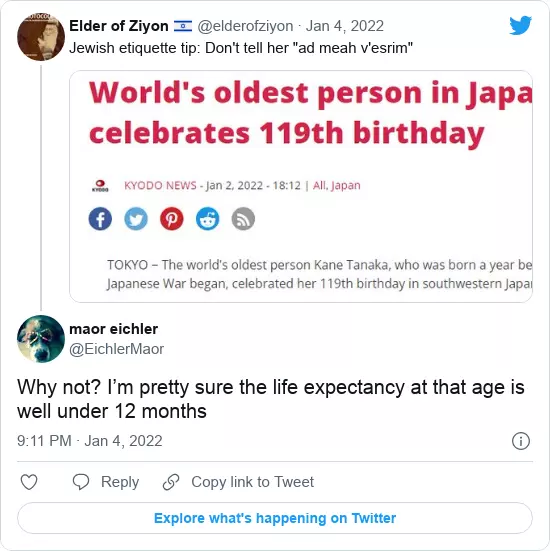 Elder of Ziyon 🇮🇱 @elderofziyon · Jan 4, 2022
Jewish etiquette tip: Don't tell her "ad meah v'esrim"
World's oldest person in Japa
celebrates 119th birthday
KYODO NEWS - Jan 2, 2022 - 18:12 | All, Japan
TOKYO – The world's oldest person Kane Tanaka, who was born a year be
Japanese War began, celebrated her 119th birthday in southwestern Japa
maor eichler
@EichlerMaor
Why not? I'm pretty sure the life expectancy at that age is
well under 12 months
9:11 PM · Jan 4, 2022
Reply
Copy link to Tweet
Explore what's happening on Twitter